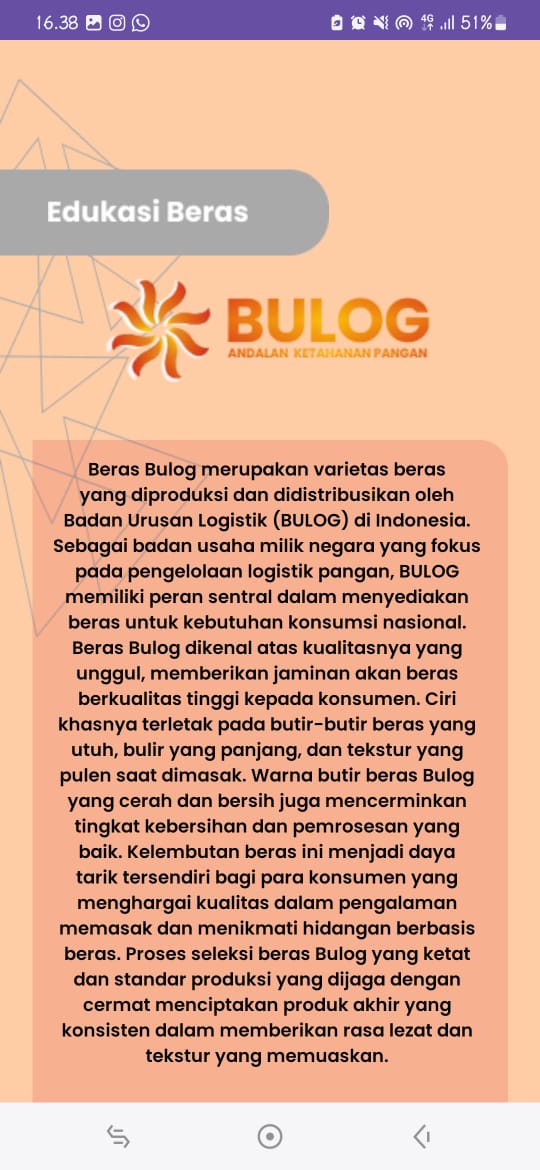 16.38
4G
51%
Edukasi Beras
BULOG
ANDALAN KETAHANAN PANGAN
Beras Bulog merupakan varietas beras
yang diproduksi dan didistribusikan oleh
Badan Urusan Logistik (BULOG) di Indonesia.
Sebagai badan usaha milik negara yang fokus
pada pengelolaan logistik pangan, BULOG
memiliki peran sentral dalam menyediakan
beras untuk kebutuhan konsumsi nasional.
Beras Bulog dikenal atas kualitasnya yang
unggul, memberikan jaminan akan beras
berkualitas tinggi kepada konsumen. Ciri
khasnya terletak pada butir-butir beras yang
utuh, bulir yang panjang, dan tekstur yang
pulen saat dimasak. Warna butir beras Bulog
yang cerah dan bersih juga mencerminkan
tingkat kebersihan dan pemrosesan yang
baik. Kelembutan beras ini menjadi daya
tarik tersendiri bagi para konsumen yang
menghargai kualitas dalam pengalaman
memasak dan menikmati hidangan berbasis
beras. Proses seleksi beras Bulog yang ketat
dan standar produksi yang dijaga dengan
cermat menciptakan produk akhir yang
konsisten dalam memberikan rasa lezat dan
tekstur yang memuaskan.